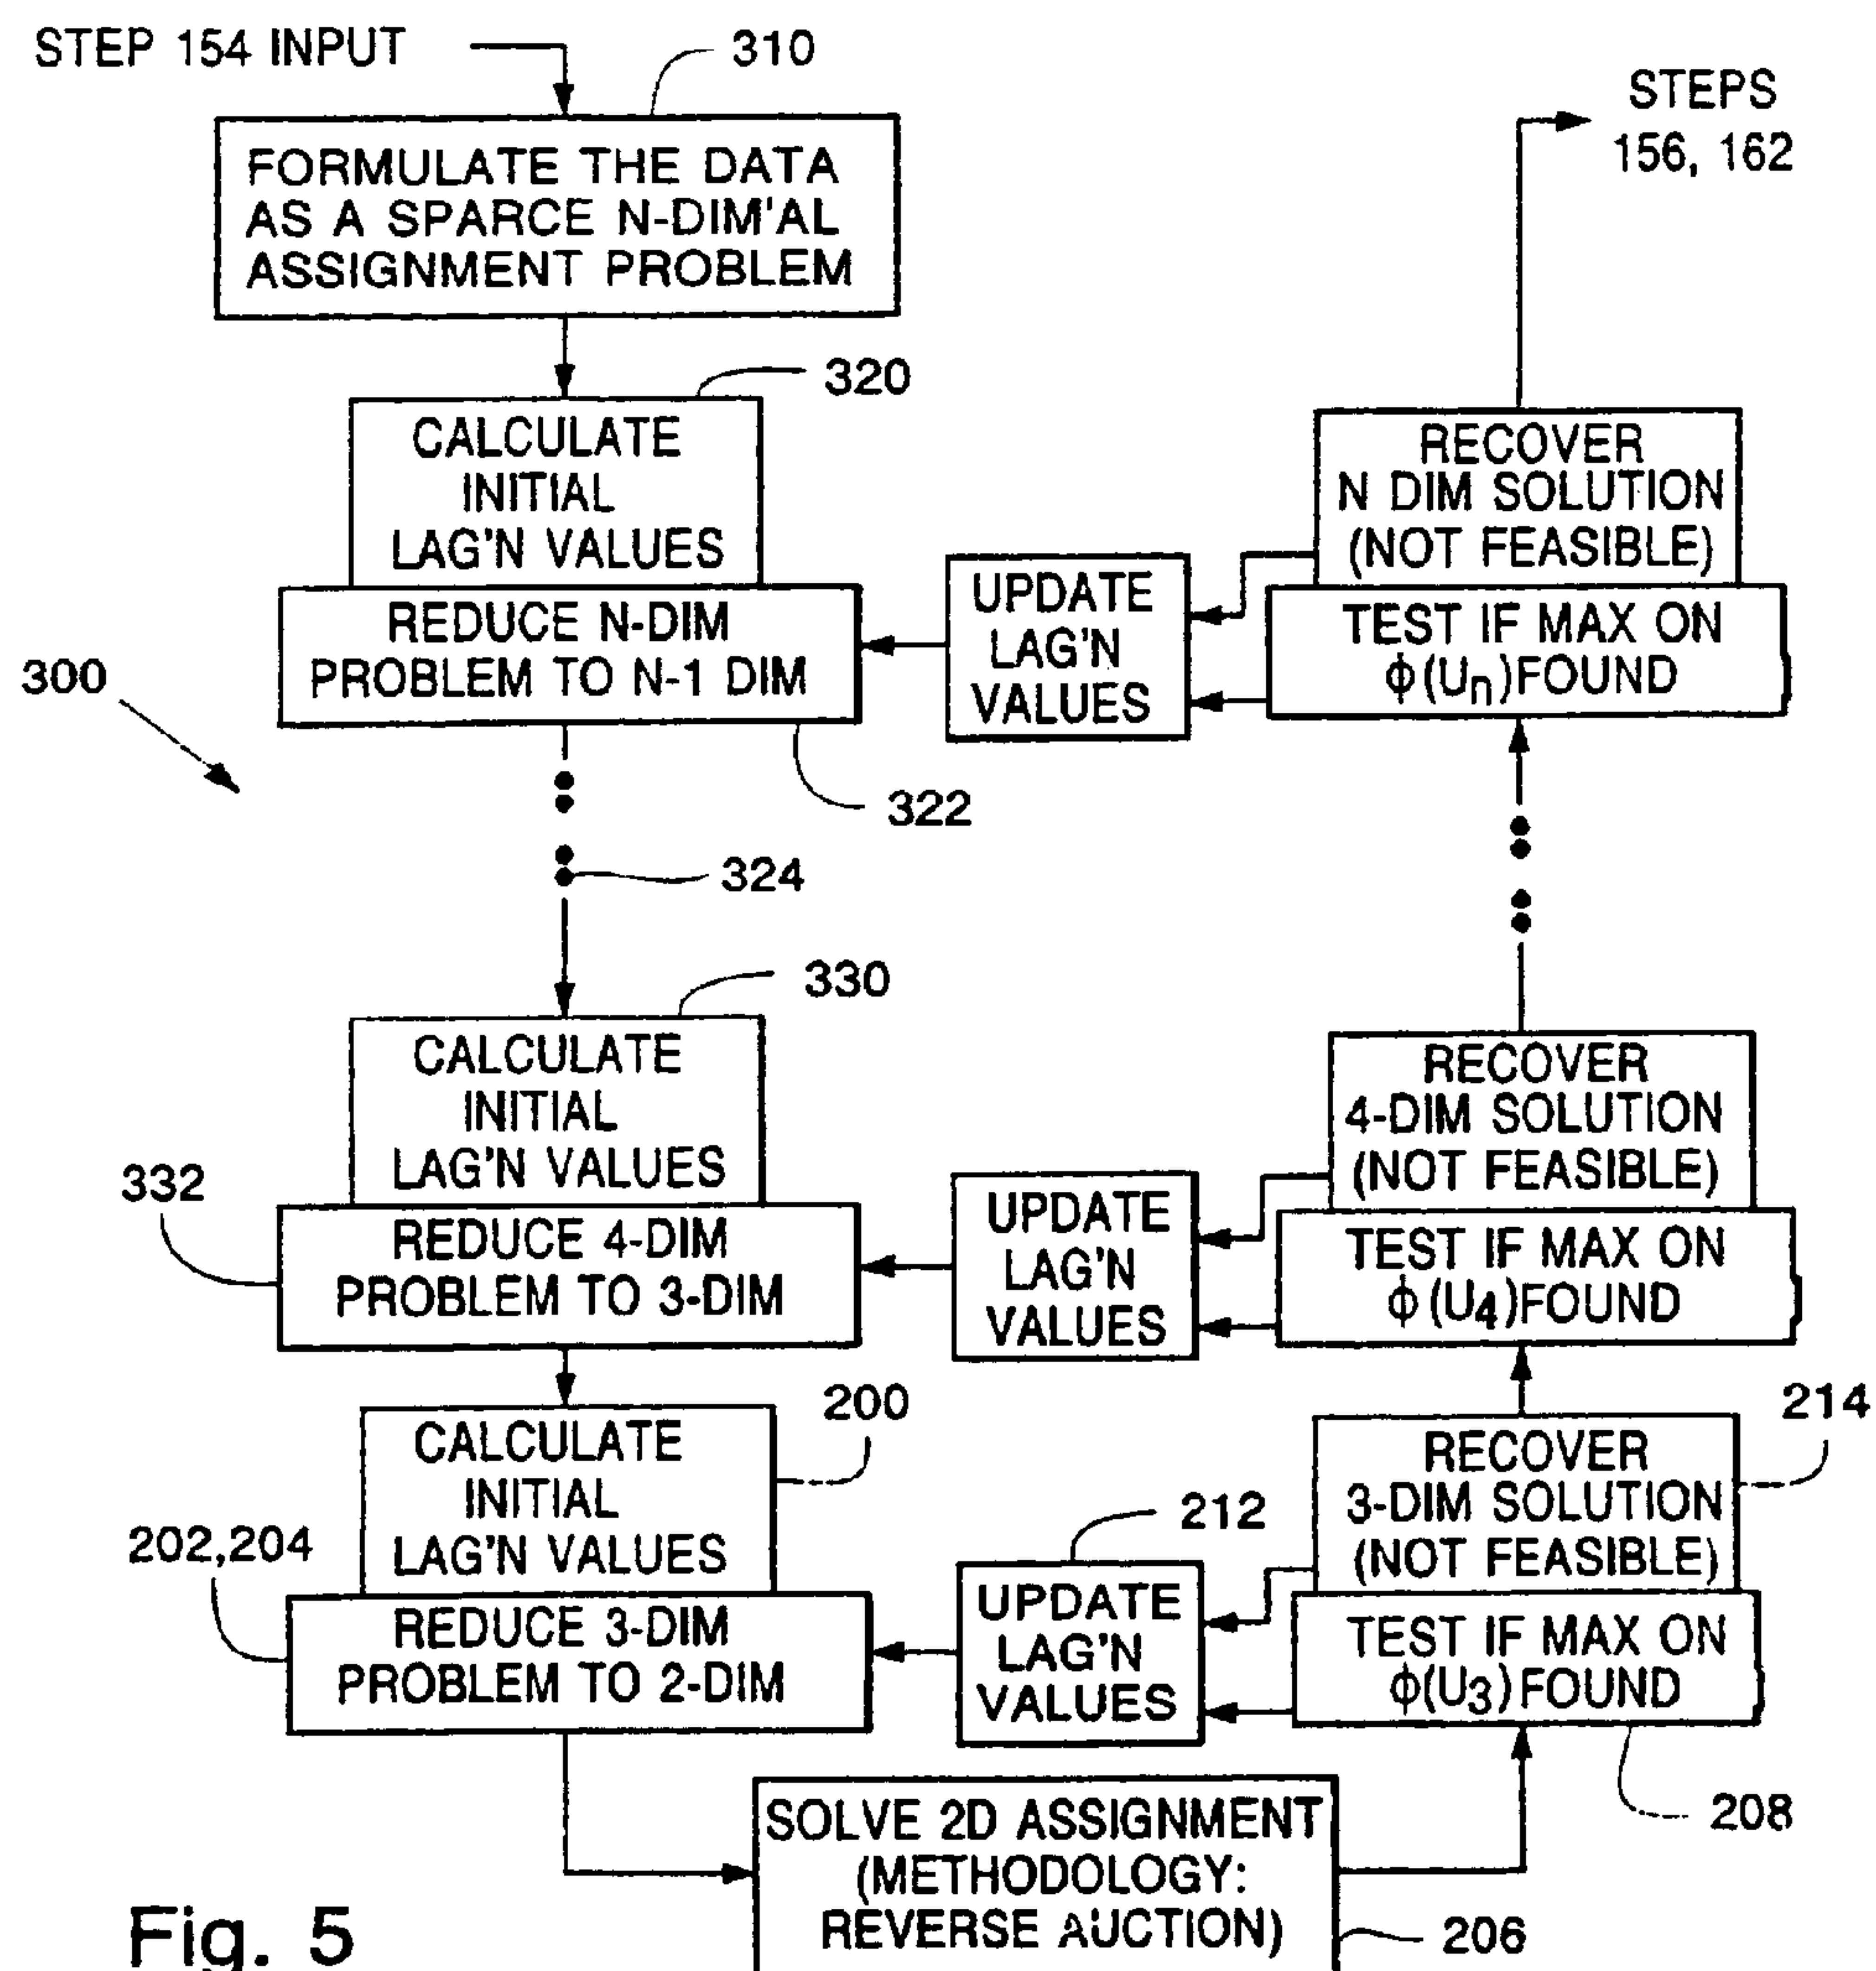 STEP 154 INPUT
310
FORMULATE THE DATA
AS A SPARCE N-DIM'AL
ASSIGNMENT PROBLEM
STEPS
156, 162
320
CALCULATE
INITIAL
LAG'N VALUES
REDUCE N-DIM
PROBLEM TO N-1 DIM
322
UPDATE
LAG'N
VALUES
RECOVER
N DIM SOLUTION
(NOT FEASIBLE)
TEST IF MAX ON
ϕ(Un)FOUND
300
324
330
CALCULATE
INITIAL
LAG'N VALUES
332
REDUCE 4-DIM
PROBLEM TO 3-DIM
UPDATE
LAG'N
VALUES
RECOVER
4-DIM SOLUTION
(NOT FEASIBLE)
TEST IF MAX ON
ϕ(U4)FOUND
200
CALCULATE
INITIAL
LAG'N VALUES
202,204
REDUCE 3-DIM
PROBLEM TO 2-DIM
212
UPDATE
LAG'N
VALUES
214
RECOVER
3-DIM SOLUTION
(NOT FEASIBLE)
TEST IF MAX ON
ϕ(U3)FOUND
208
SOLVE 2D ASSIGNMENT
(METHODOLOGY:
REVERSE AUCTION)
206
Fig. 5